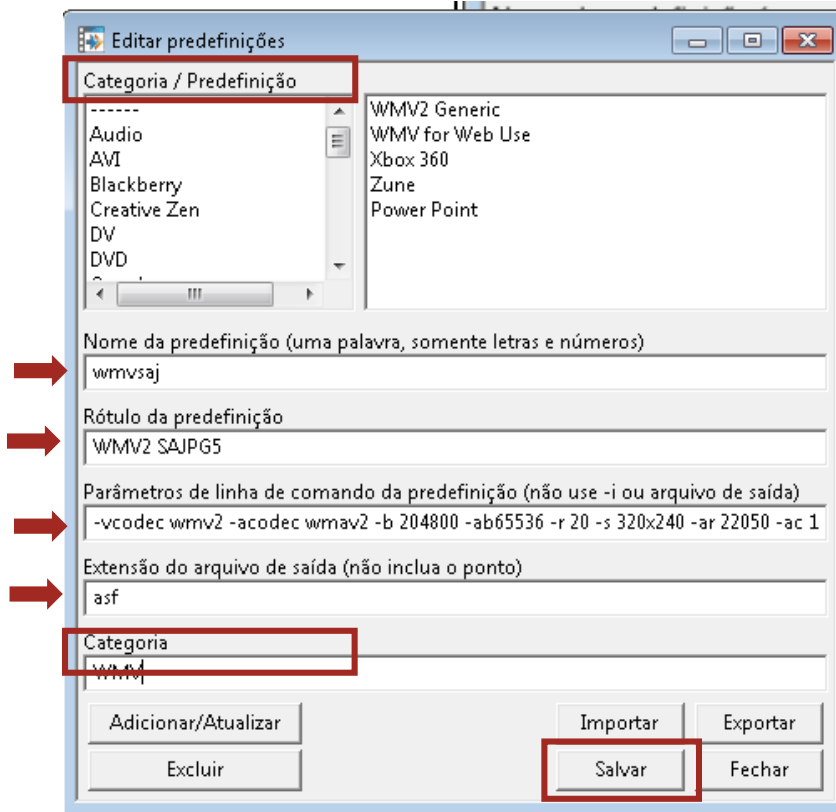 Editar predefinições
Categoria / Predefinição
------
Audio
AVI
Blackberry
Creative Zen
DV
DVD
WMV2 Generic
WMV for Web Use
Xbox 360
Zune
Power Point
Nome da predefinição (uma palavra, somente letras e números)
wmvsaj
Rótulo da predefinição
WMV2 SAJPG5
Parâmetros de linha de comando da predefinição (não use -i ou arquivo de saída)
-vcodec wmv2 -acodec wmav2 -b 204800 -ab65536 -r 20 -s 320x240 -ar 22050 -ac 1
Extensão do arquivo de saída (não inclua o ponto)
asf
Categoria
WMV
Adicionar/Atualizar
Importar
Exportar
Excluir
Salvar
Fechar